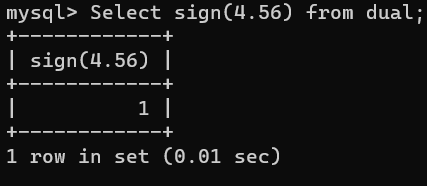 mysql> Select sign(4.56) from dual;
+------------+
| sign(4.56) |
+------------+
|          1 |
+------------+
1 row in set (0.01 sec)